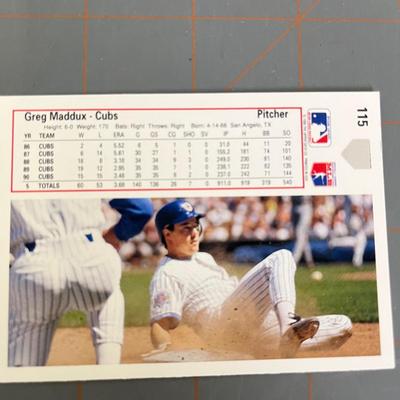 Greg Maddux - Cubs Pitcher
Height: 6-0 Weight: 170 Bats: Right Throws: Right Born: 4-14-66 San Angelo, TX
YR TEAM W L ERA G GS CG SHO SV IP H BB SO
86 CUBS 2 4 5.52 6 5 1 0 0 31.0 44 11 20
87 CUBS 6 14 5.61 30 27 1 1 0 155.2 181 74 101
88 CUBS 18 8 3.18 34 34 9 3 0 249.0 230 81 140
89 CUBS 19 12 2.95 35 35 7 1 0 238.1 222 82 135
90 CUBS 15 15 3.46 35 35 8 2 0 237.0 242 71 144
5 TOTALS 60 53 3.68 140 136 26 7 0 911.0 919 319 540
115